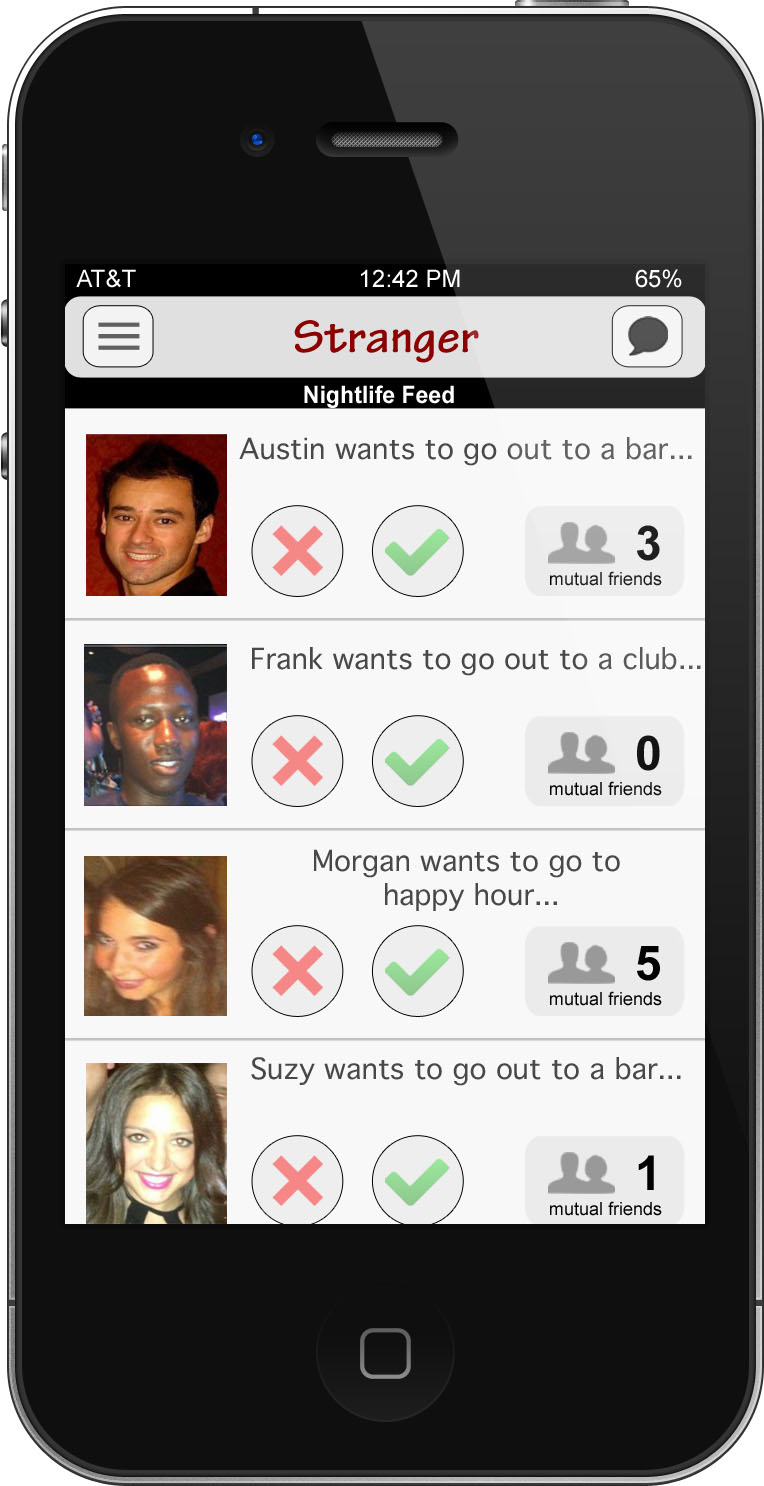 AT&T 12:42 PM 65%
Stranger
Nightlife Feed
Austin wants to go out to a bar...
3
mutual friends
Frank wants to go out to a club...
0
mutual friends
Morgan wants to go to
happy hour...
5
mutual friends
Suzy wants to go out to a bar...
1
mutual friends